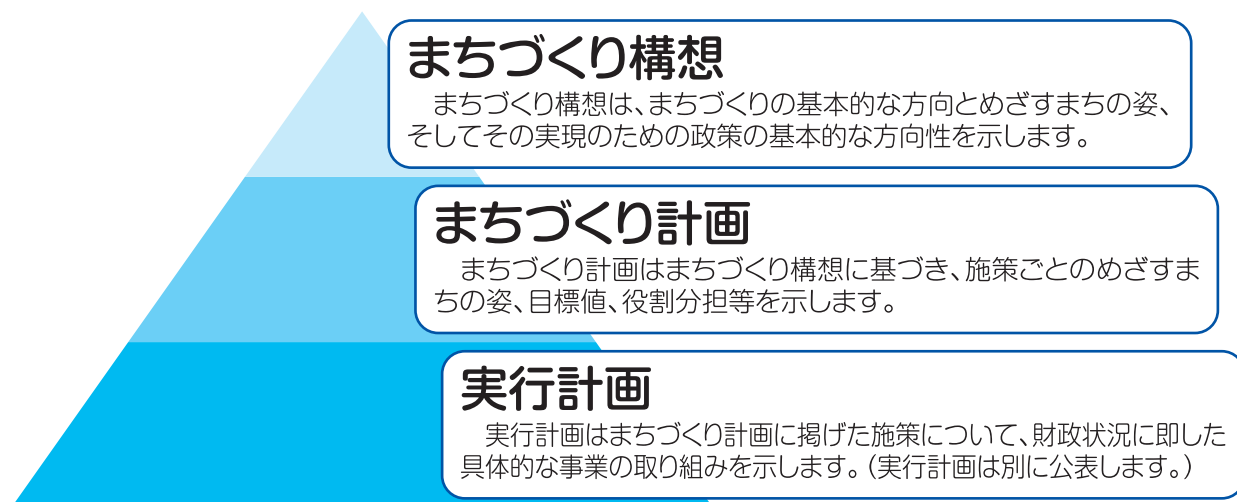 まちづくり構想
　まちづくり構想は、まちづくりの基本的な方向とめざすまちの姿、
そしてその実現のための政策の基本的な方向性を示します。
まちづくり計画
　まちづくり計画はまちづくり構想に基づき、施策ごとのめざすま
ちの姿、目標値、役割分担等を示します。
実行計画
　実行計画はまちづくり計画に掲げた施策について、財政状況に即した
具体的な事業の取り組みを示します。（実行計画は別に公表します。）